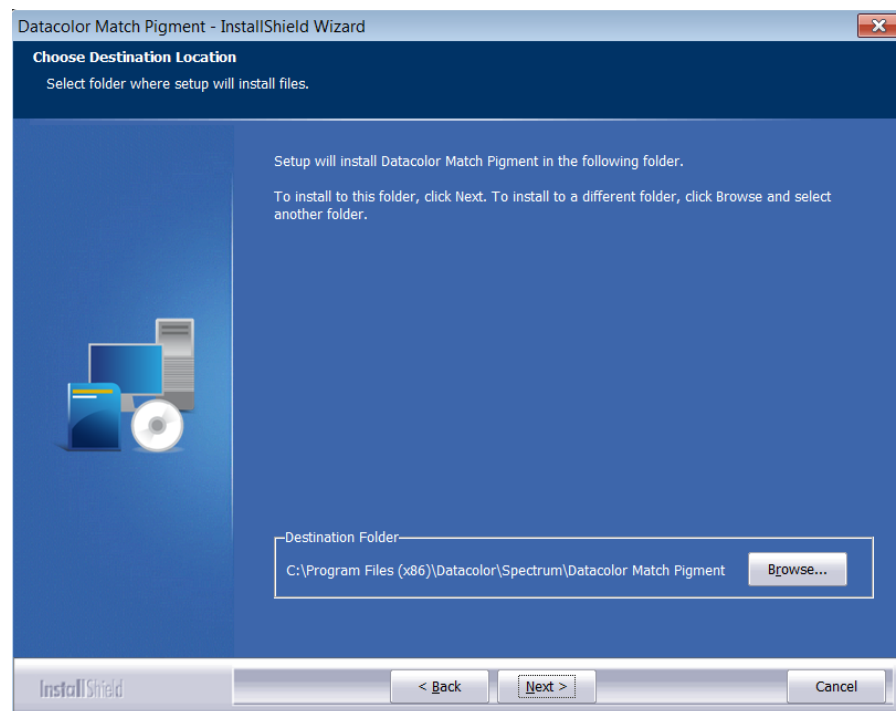 Datacolor Match Pigment - InstallShield Wizard
Choose Destination Location
Select folder where setup will install files.
Setup will install Datacolor Match Pigment in the following folder.
To install to this folder, click Next. To install to a different folder, click Browse and select
another folder.
Destination Folder
C:\Program Files (x86)\Datacolor\Spectrum\Datacolor Match Pigment
Browse...
InstallShield
< Back
Next >
Cancel